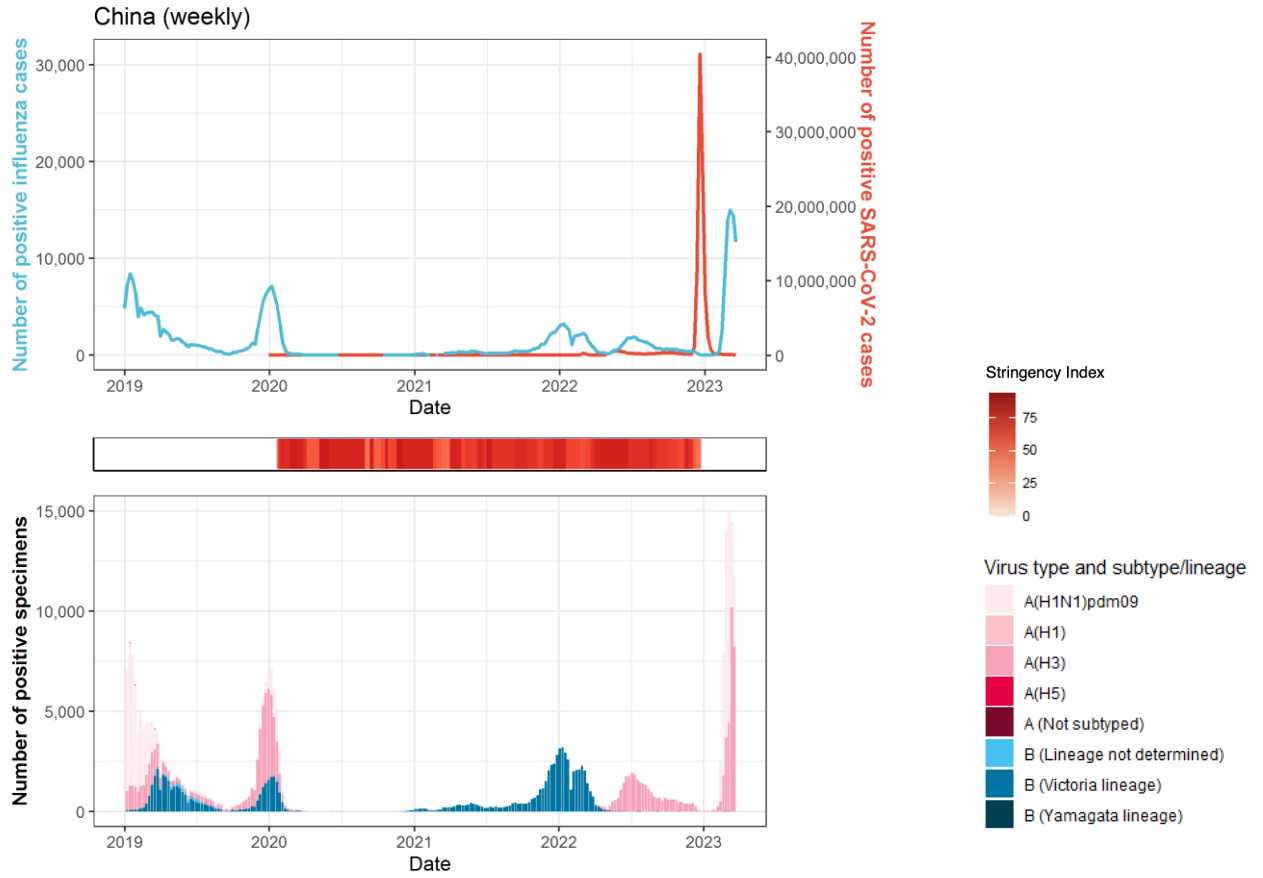 China (weekly)
Number of positive influenza cases
30,000
20,000
10,000
0
40,000,000
30,000,000
20,000,000
10,000,000
0
Number of positive SARS-CoV-2 cases
2019 2020 2021 2022 2023
Date
Stringency Index
75
50
25
0
Number of positive specimens
15,000
10,000
5,000
0
2019 2020 2021 2022 2023
Date
Virus type and subtype/lineage
A(H1N1)pdm09
A(H1)
A(H3)
A(H5)
A (Not subtyped)
B (Lineage not determined)
B (Victoria lineage)
B (Yamagata lineage)